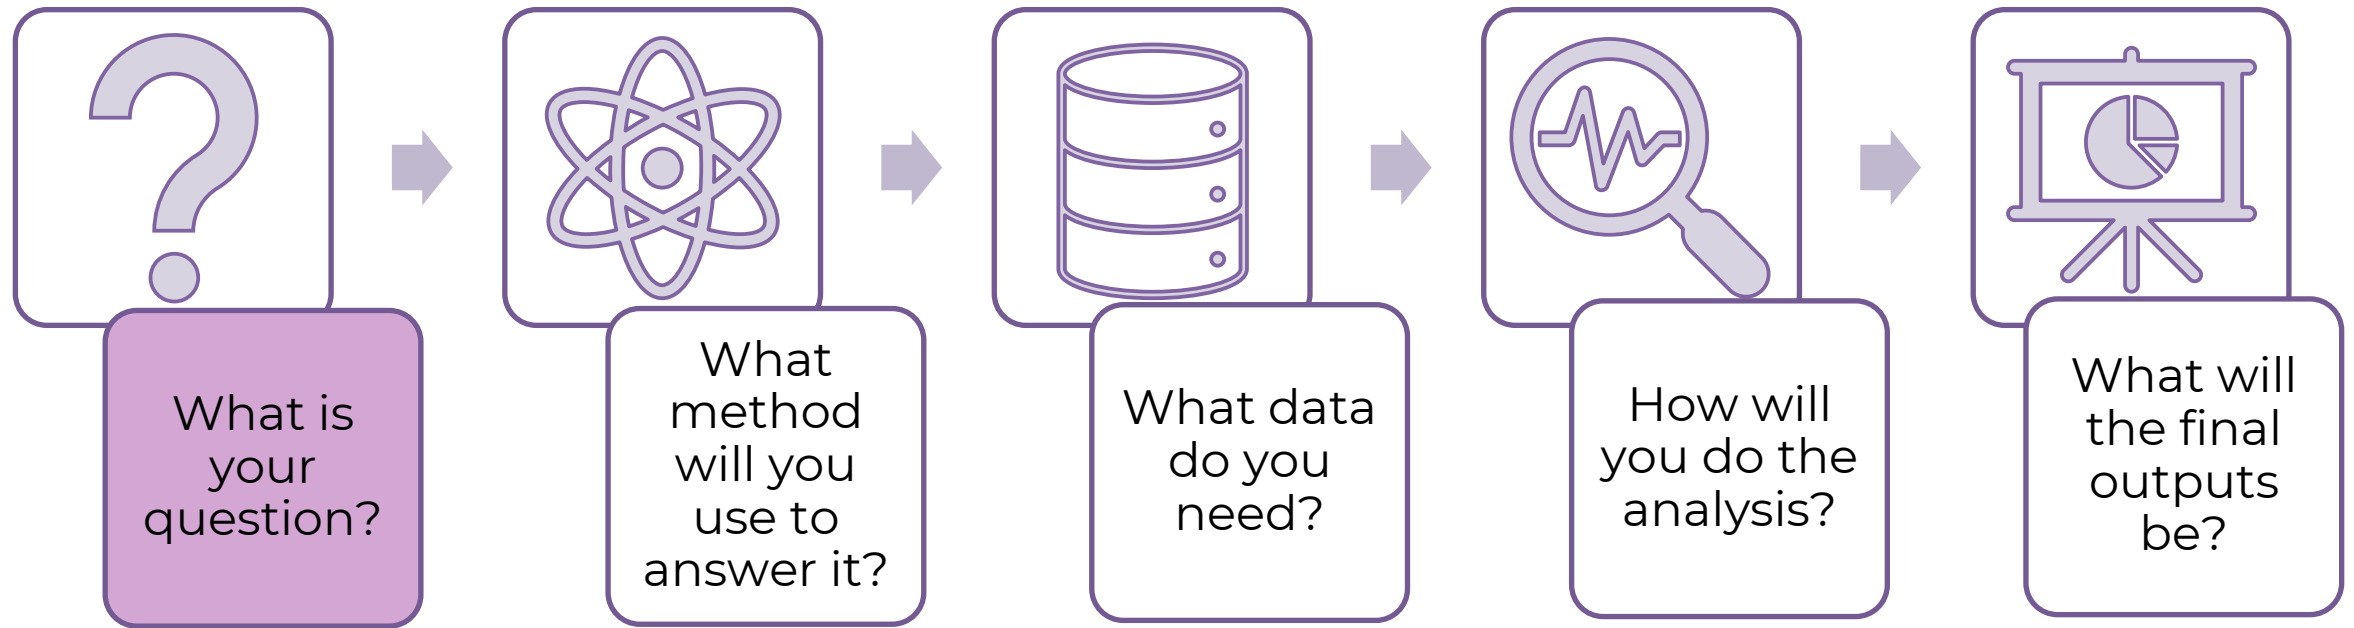 What is
your
question?
What
method
will you
use to
answer it?
What data
do you
need?
How will
you do the
analysis?
What will
the final
outputs
be?